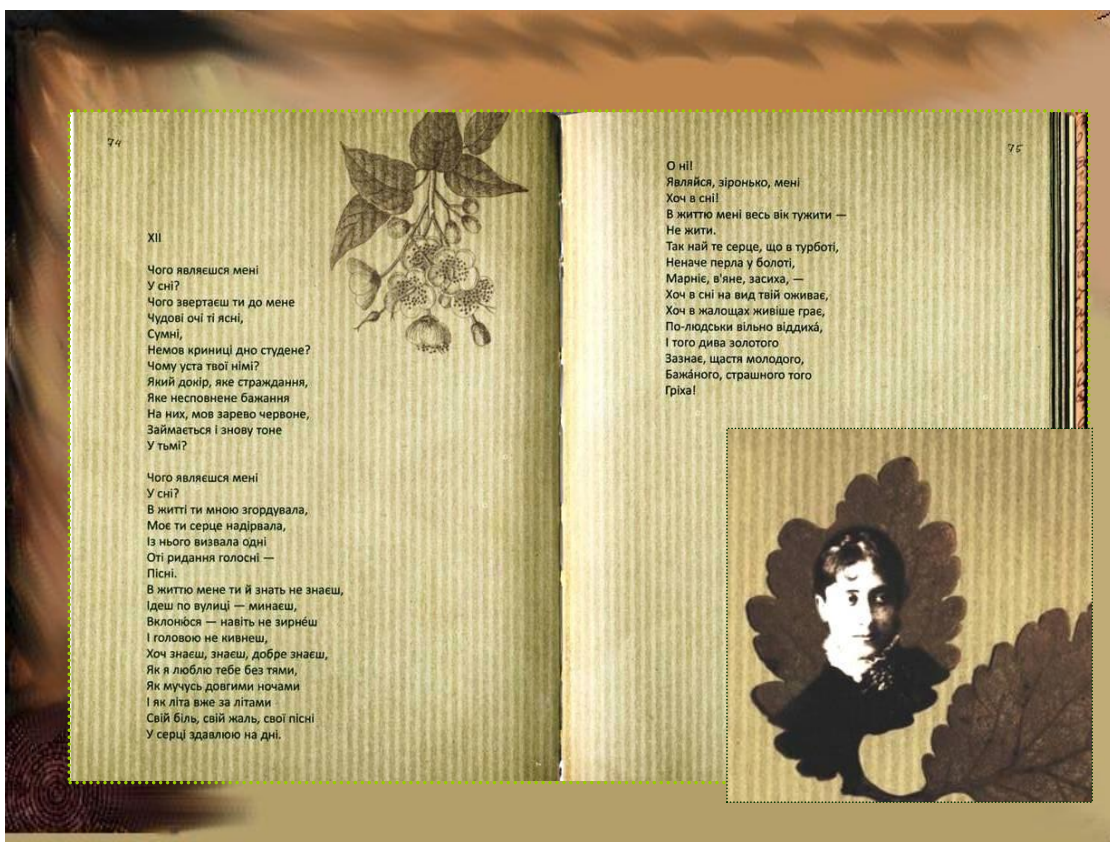 74
XII
Чого являєшся мені
У сні?
Чого звертаєш ти до мене
Чудові очі ті ясні,
Сумні,
Немов криниці дно студене?
Чому уста твої німі?
Який докір, яке страждання,
Яке несповнене бажання
На них, мов зарево червоне,
Займається і знову тоне
У тьмі?
Чого являєшся мені
У сні?
В житті ти мною згордувала,
Моє ти серце надірвала,
Із нього визвала одні
Оті ридання голосні —
Пісні.
В життю мене ти й знать не знаєш,
Ідеш по вулиці — минаєш,
Вклоню́ся — навіть не зирне́ш
І головою не кивнеш,
Хоч знаєш, знаєш, добре знаєш,
Як я люблю тебе без тями,
Як мучусь довгими ночами
І як літа вже за літами
Свій біль, свій жаль, свої пісні
У серці здавлюю на дні.
75
О ні!
Являйся, зіронько, мені
Хоч в сні!
В життю мені весь вік тужити —
Не жити.
Так най те серце, що в турботі,
Неначе перла у болоті,
Марніє, в'яне, засиха, —
Хоч в сні на вид твій оживає,
Хоч в жалощах живіше грає,
По-людськи вільно віддиха́,
І того дива золотого
Зазнає, щастя молодого,
Бажа́ного, страшного того
Гріха!